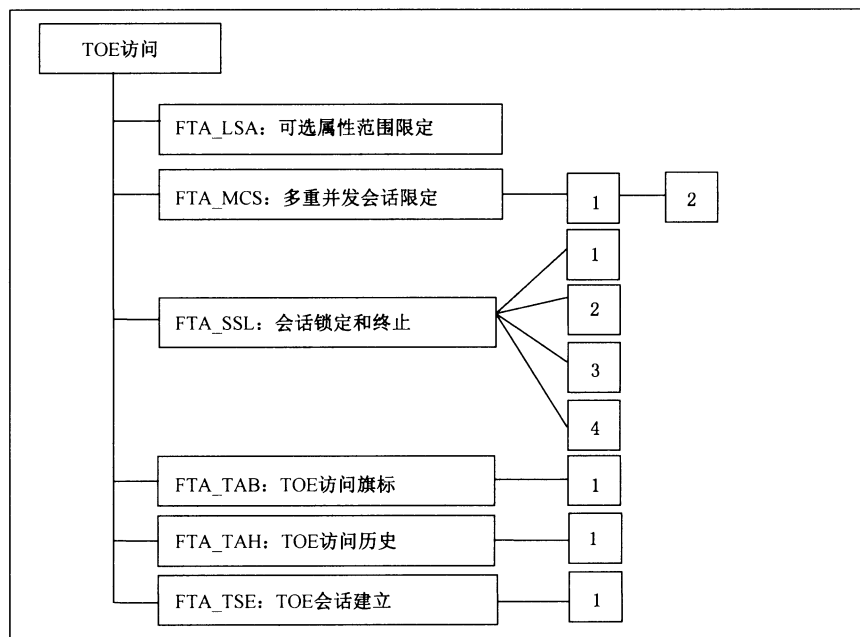 TOE访问
FTA_LSA：可选属性范围限定
FTA_MCS：多重并发会话限定 1 2
1
FTA_SSL：会话锁定和终止 2
3
4
FTA_TAB：TOE访问旗标 1
FTA_TAH：TOE访问历史 1
FTA_TSE：TOE会话建立 1